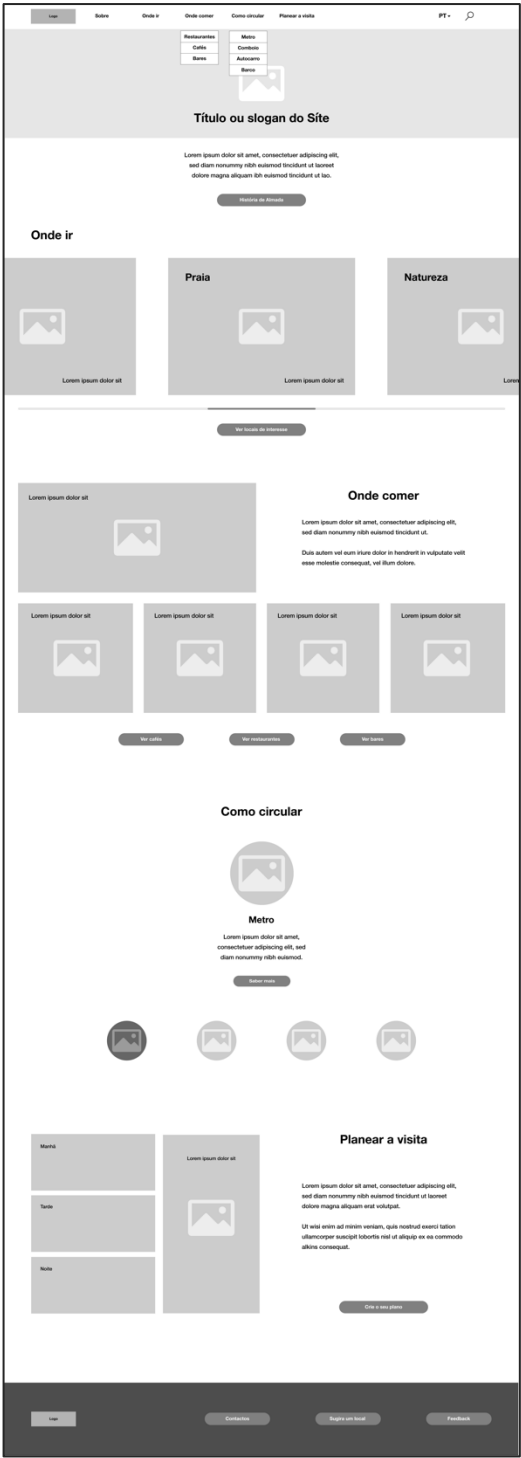 Logo
Sobre
Onde ir
Onde comer
Como circular
Planear a visita
PT
Restaurantes
Cafés
Bares
Metro
Comboio
Autocarro
Barco
Título ou slogan do Síte
Lorem ipsum dolor sit amet, consectetuer adipiscing elit,
sed diam nonummy nibh euismod tincidunt ut laoreet
dolore magna aliquam ibh euismod tincidunt ut lao.
História de Almada
Onde ir
Lorem ipsum dolor sit
Praia
Lorem ipsum dolor sit
Natureza
Loren
Ver locais de interesse
Lorem ipsum dolor sit
Onde comer
Lorem ipsum dolor sit amet, consectetuer adipiscing elit,
sed diam nonummy nibh euismod tincidunt ut.
Duis autem vel eum iriure dolor in hendrerit in vulputate velit
esse molestie consequat, vel illum dolore.
Lorem ipsum dolor sit
Lorem ipsum dolor sit
Lorem ipsum dolor sit
Lorem ipsum dolor sit
Ver cafés
Ver restaurantes
Ver bares
Como circular
Metro
Lorem ipsum dolor sit amet,
consectetuer adipiscing elit, sed
diam nonummy nibh euismod.
Saber mais
Manhã
Tarde
Noite
Lorem ipsum dolor sit
Planear a visita
Lorem ipsum dolor sit amet, consectetuer adipiscing elit,
sed diam nonummy nibh euismod tincidunt ut laoreet
dolore magna aliquam erat volutpat.
Ut wisi enim ad minim veniam, quis nostrud exerci tation
ullamcorper suscipit lobortis nisl ut aliquip ex ea commodo
alkins consequat.
Crie o seu plano
Logo
Contactos
Sugira um local
Feedback